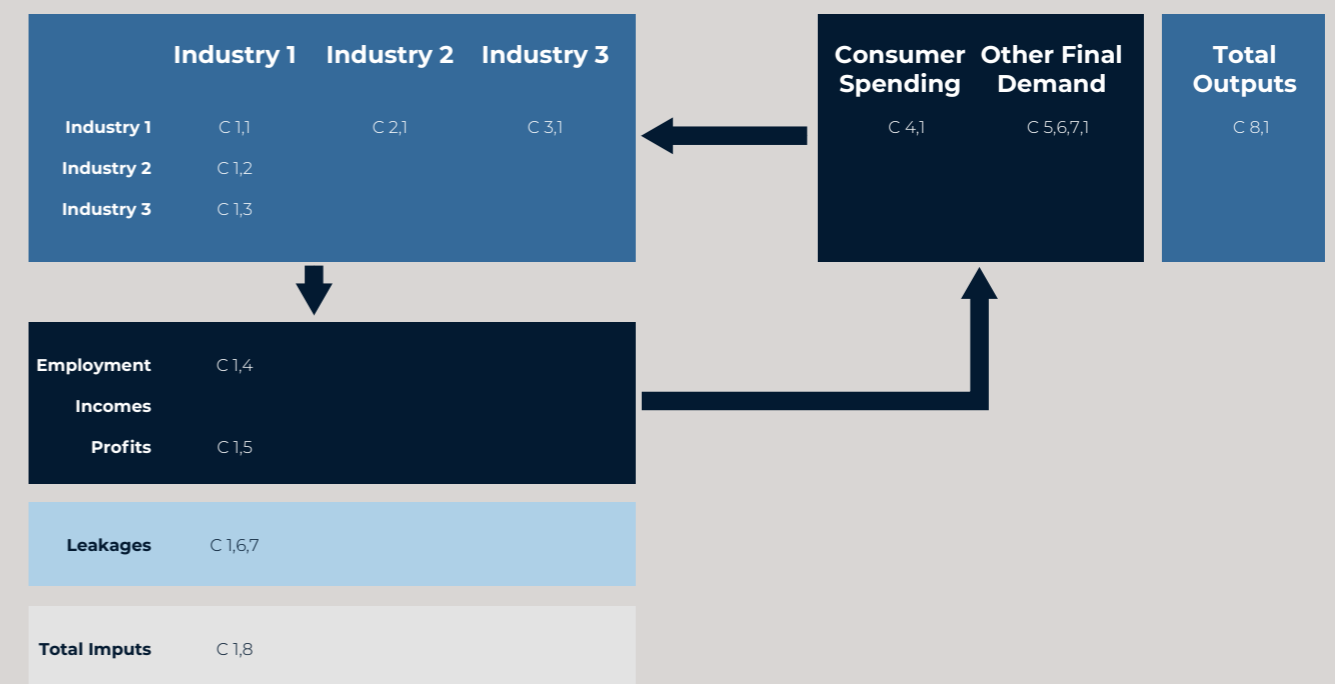 Industry 1 Industry 2 Industry 3
Consumer Spending Other Final Demand Total Outputs
Industry 1 C 1,1 C 2,1 C 3,1 C 4,1 C 5,6,7,1 C 8,1
Industry 2 C 1,2
Industry 3 C 1,3
Employment C 1,4
Incomes
Profits C 1,5
Leakages C 1,6,7
Total Imputs C 1,8